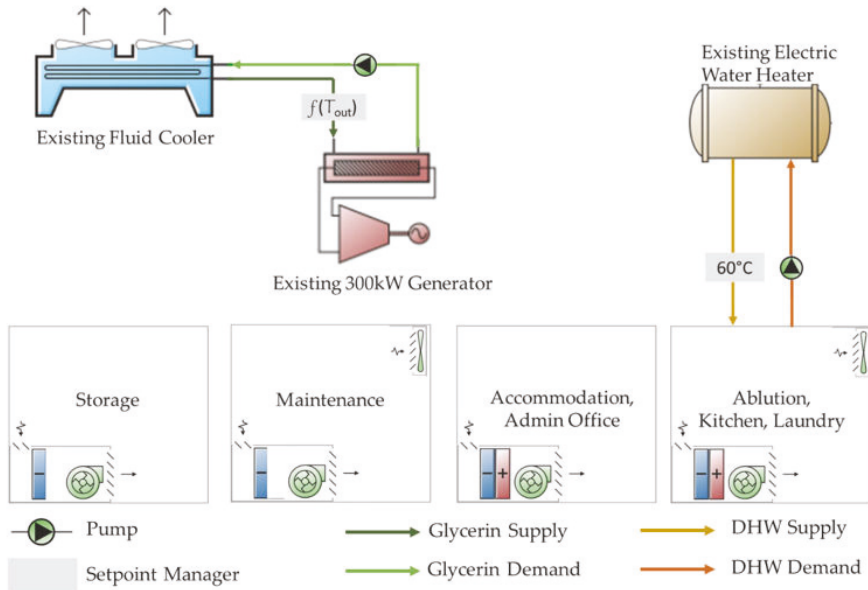 Existing Electric
Water Heater
Existing Fluid Cooler
f(Tout)
Existing 300kW Generator
60°C
Storage
Maintenance
Accommodation,
Admin Office
Ablution,
Kitchen, Laundry
− − − + − +
Pump
Glycerin Supply
DHW Supply
Setpoint Manager
Glycerin Demand
DHW Demand